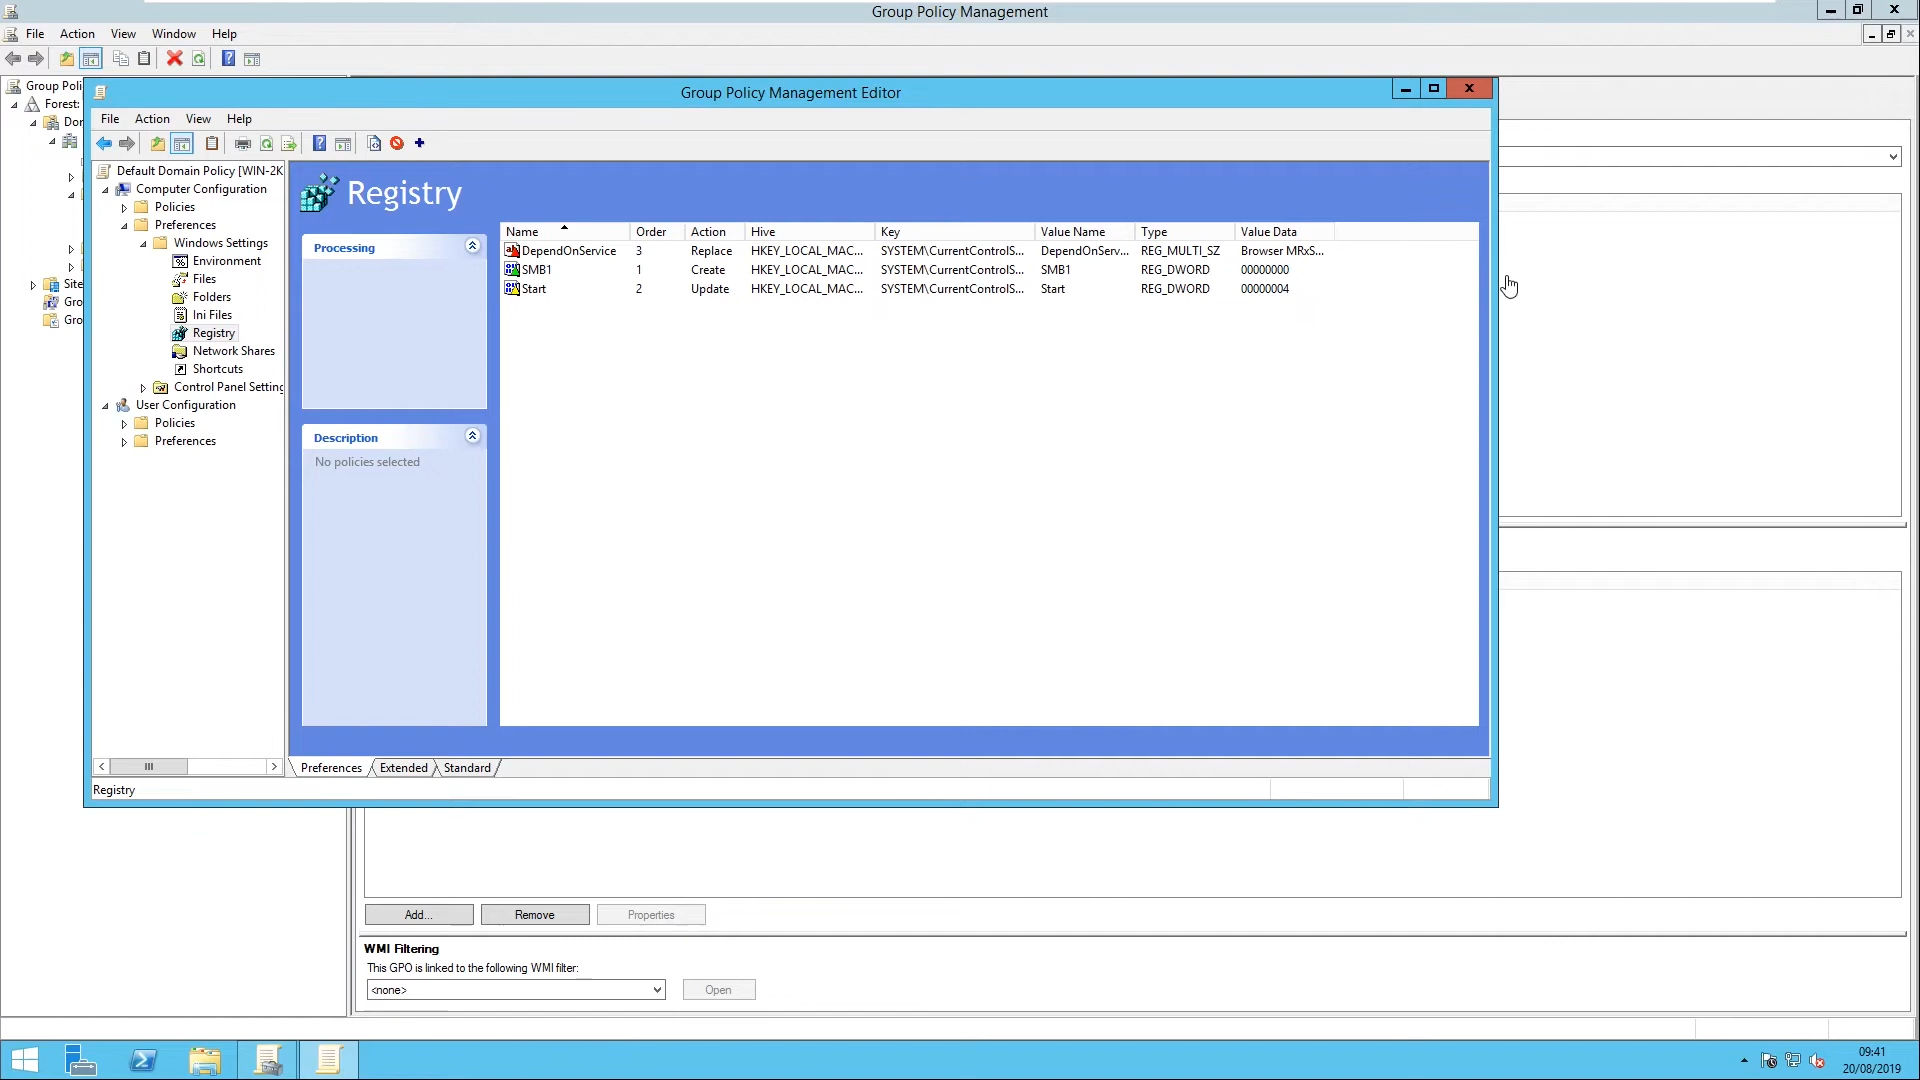 Group Policy Management
File Action View Window Help
Group Poli
Forest:
Dor
Site
Gro
Gro
Group Policy Management Editor
File Action View Help
Default Domain Policy [WIN-2K
Computer Configuration
Policies
Preferences
Windows Settings
Environment
Files
Folders
Ini Files
Registry
Network Shares
Shortcuts
Control Panel Setting
User Configuration
Policies
Preferences
Registry
Processing
Description
No policies selected
Name Order Action Hive Key Value Name Type Value Data
DependOnService 3 Replace HKEY_LOCAL_MAC... SYSTEM\CurrentControlS... DependOnServ... REG_MULTI_SZ Browser MRxS...
SMB1 1 Create HKEY_LOCAL_MAC... SYSTEM\CurrentControlS... SMB1 REG_DWORD 00000000
Start 2 Update HKEY_LOCAL_MAC... SYSTEM\CurrentControlS... Start REG_DWORD 00000004
Preferences Extended Standard
Registry
Add... Remove Properties
WMI Filtering
This GPO is linked to the following WMI filter:
<none> Open
09:41
20/08/2019